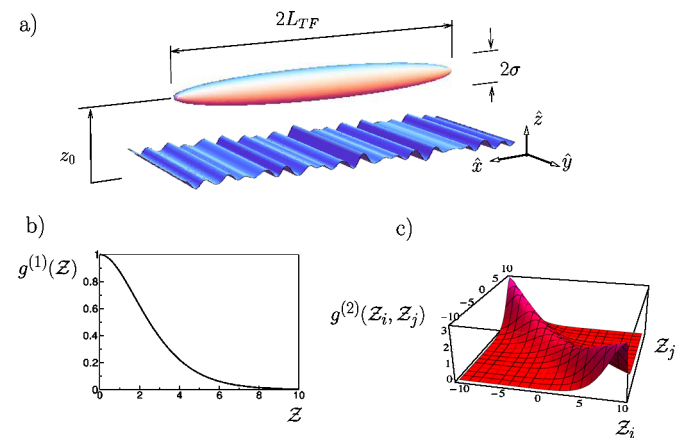 a)
2L_{TF}
2σ
z_0
ẑ
x̂
ŷ
b)
g^{(1)}(𝒵)
1
0.8
0.6
0.4
0.2
0
0 2 4 6 8 10
𝒵
c)
g^{(2)}(𝒵_i, 𝒵_j)
10
5
0
−5
−10
3
2
1
0
−10 −5 0 5 10
𝒵_j
𝒵_i